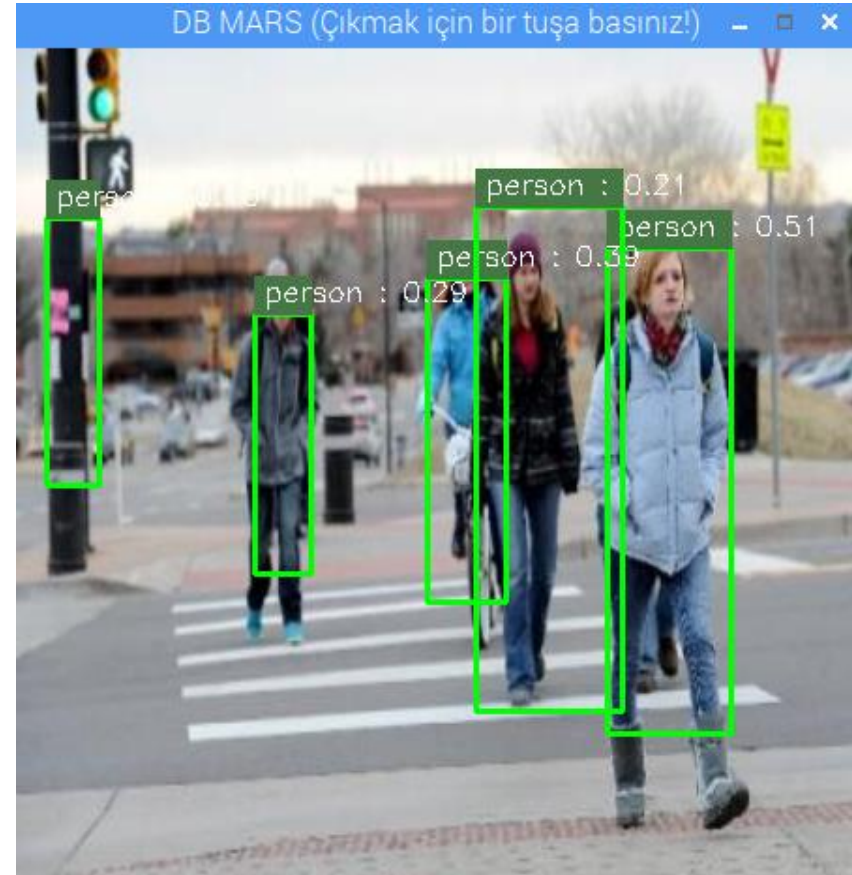 DB MARS (Çıkmak için bir tuşa basınız!)
person : 0.21
person : 0.51
person : 0.39
person : 0.29